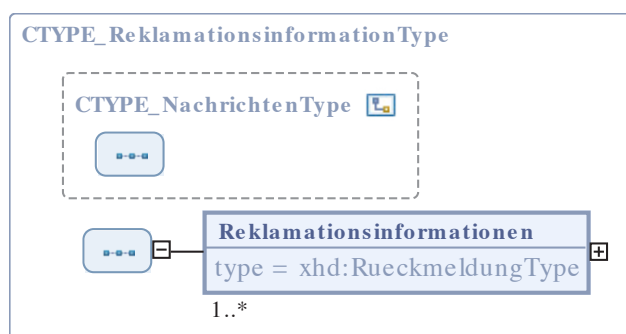 CTYPE_ReklamationsinformationType
CTYPE_NachrichtenType
Reklamationsinformationen
type = xhd:RueckmeldungType
1..*